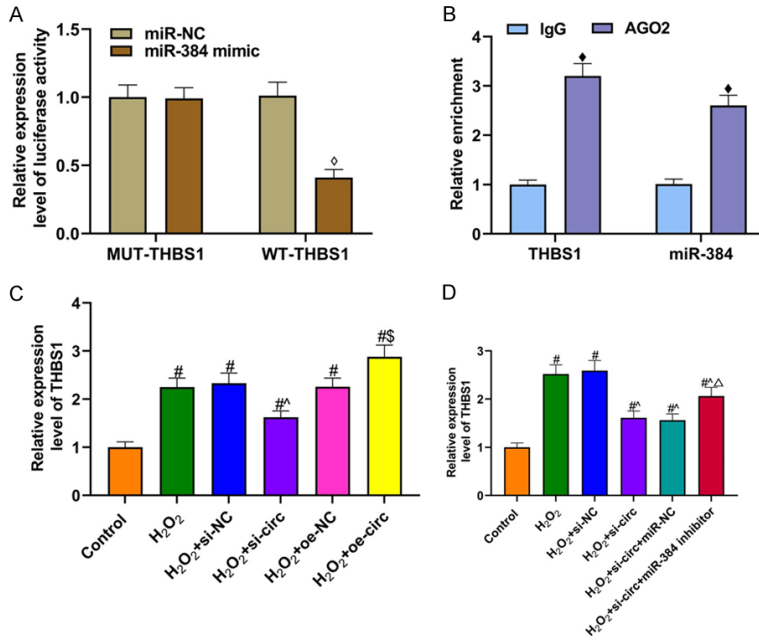 A
Relative expression
level of luciferase activity
1.5
1.0
0.5
0.0
miR-NC
miR-384 mimic
◊
MUT-THBS1
WT-THBS1
B
Relative enrichment
4
3
2
1
0
IgG
AGO2
♦
♦
THBS1
miR-384
C
Relative expression
level of THBS1
4
3
2
1
0
#
#
#^
#
#$
Control
H₂O₂
H₂O₂+si-NC
H₂O₂+si-circ
H₂O₂+oe-NC
H₂O₂+oe-circ
D
Relative expression
level of THBS1
3
2
1
0
#
#
#^
#^
#^△
Control
H₂O₂
H₂O₂+si-NC
H₂O₂+si-circ
H₂O₂+si-circ+miR-NC
H₂O₂+si-circ+miR-384 inhibitor